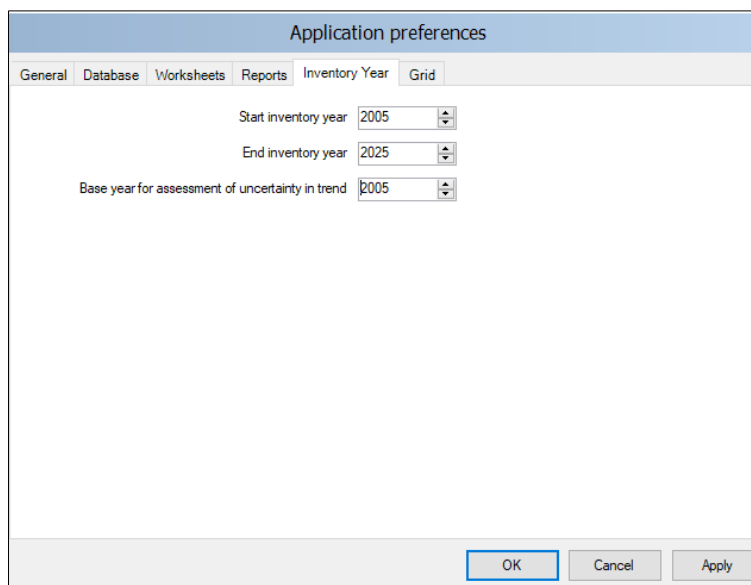 Application preferences
General Database Worksheets Reports Inventory Year Grid
Start inventory year 2005
End inventory year 2025
Base year for assessment of uncertainty in trend 2005
OK Cancel Apply